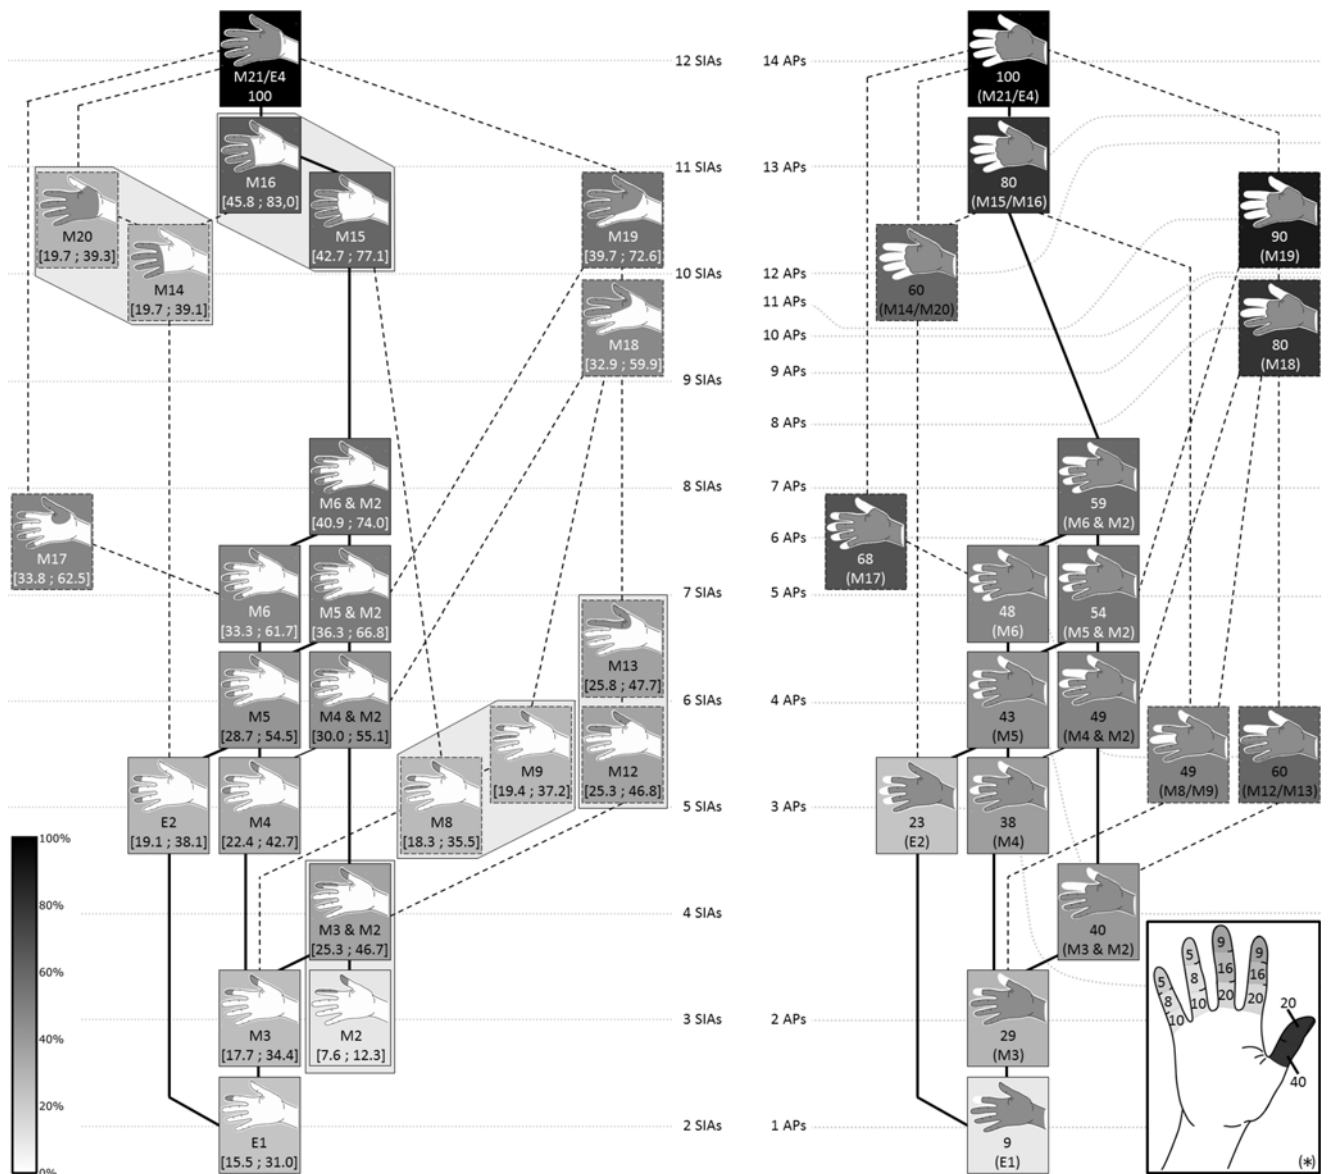 M21/E4
100
12 SIAs
M16
[45.8 ; 83,0]
11 SIAs
M20
[19.7 ; 39.3]
M15
[42.7 ; 77.1]
M19
[39.7 ; 72.6]
M14
[19.7 ; 39.1]
10 SIAs
M18
[32.9 ; 59.9]
9 SIAs
M6 & M2
[40.9 ; 74.0]
8 SIAs
M17
[33.8 ; 62.5]
M6
[33.3 ; 61.7]
M5 & M2
[36.3 ; 66.8]
7 SIAs
M13
[25.8 ; 47.7]
M5
[28.7 ; 54.5]
M4 & M2
[30.0 ; 55.1]
6 SIAs
M9
[19.4 ; 37.2]
M12
[25.3 ; 46.8]
E2
[19.1 ; 38.1]
M4
[22.4 ; 42.7]
M8
[18.3 ; 35.5]
5 SIAs
M3 & M2
[25.3 ; 46.7]
4 SIAs
M3
[17.7 ; 34.4]
M2
[7.6 ; 12.3]
3 SIAs
E1
[15.5 ; 31.0]
2 SIAs
100%
80%
60%
40%
20%
0%
14 APs
100
(M21/E4)
13 APs
80
(M15/M16)
60
(M14/M20)
90
(M19)
12 APs
11 APs
10 APs
80
(M18)
9 APs
8 APs
7 APs
59
(M6 & M2)
6 APs
68
(M17)
5 APs
48
(M6)
54
(M5 & M2)
4 APs
43
(M5)
49
(M4 & M2)
49
(M8/M9)
60
(M12/M13)
3 APs
23
(E2)
38
(M4)
40
(M3 & M2)
2 APs
29
(M3)
1 APs
9
(E1)
5
8
10
5
8
10
9
16
20
9
16
20
20
40
(*)